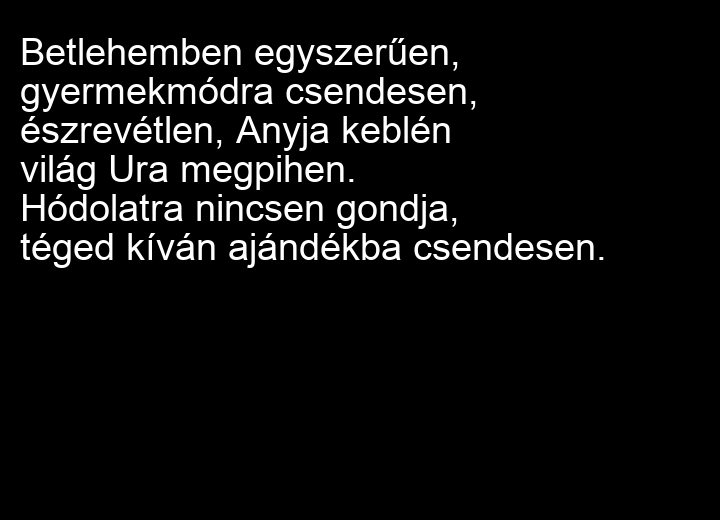 Betlehemben egyszerűen,
gyermekmódra csendesen,
észrevétlen, Anyja keblén
világ Ura megpihen.
Hódolatra nincsen gondja,
téged kíván ajándékba csendesen.